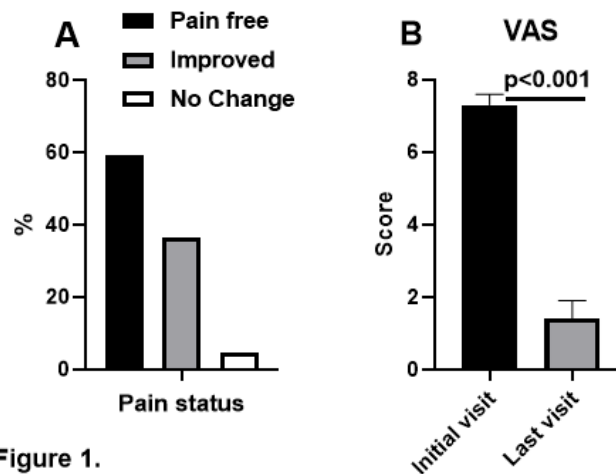 A
Pain free
Improved
No Change
80
60
40
20
0
%
Pain status
B
VAS
p<0.001
8
6
4
2
0
Score
Initial visit
Last visit
Figure 1.